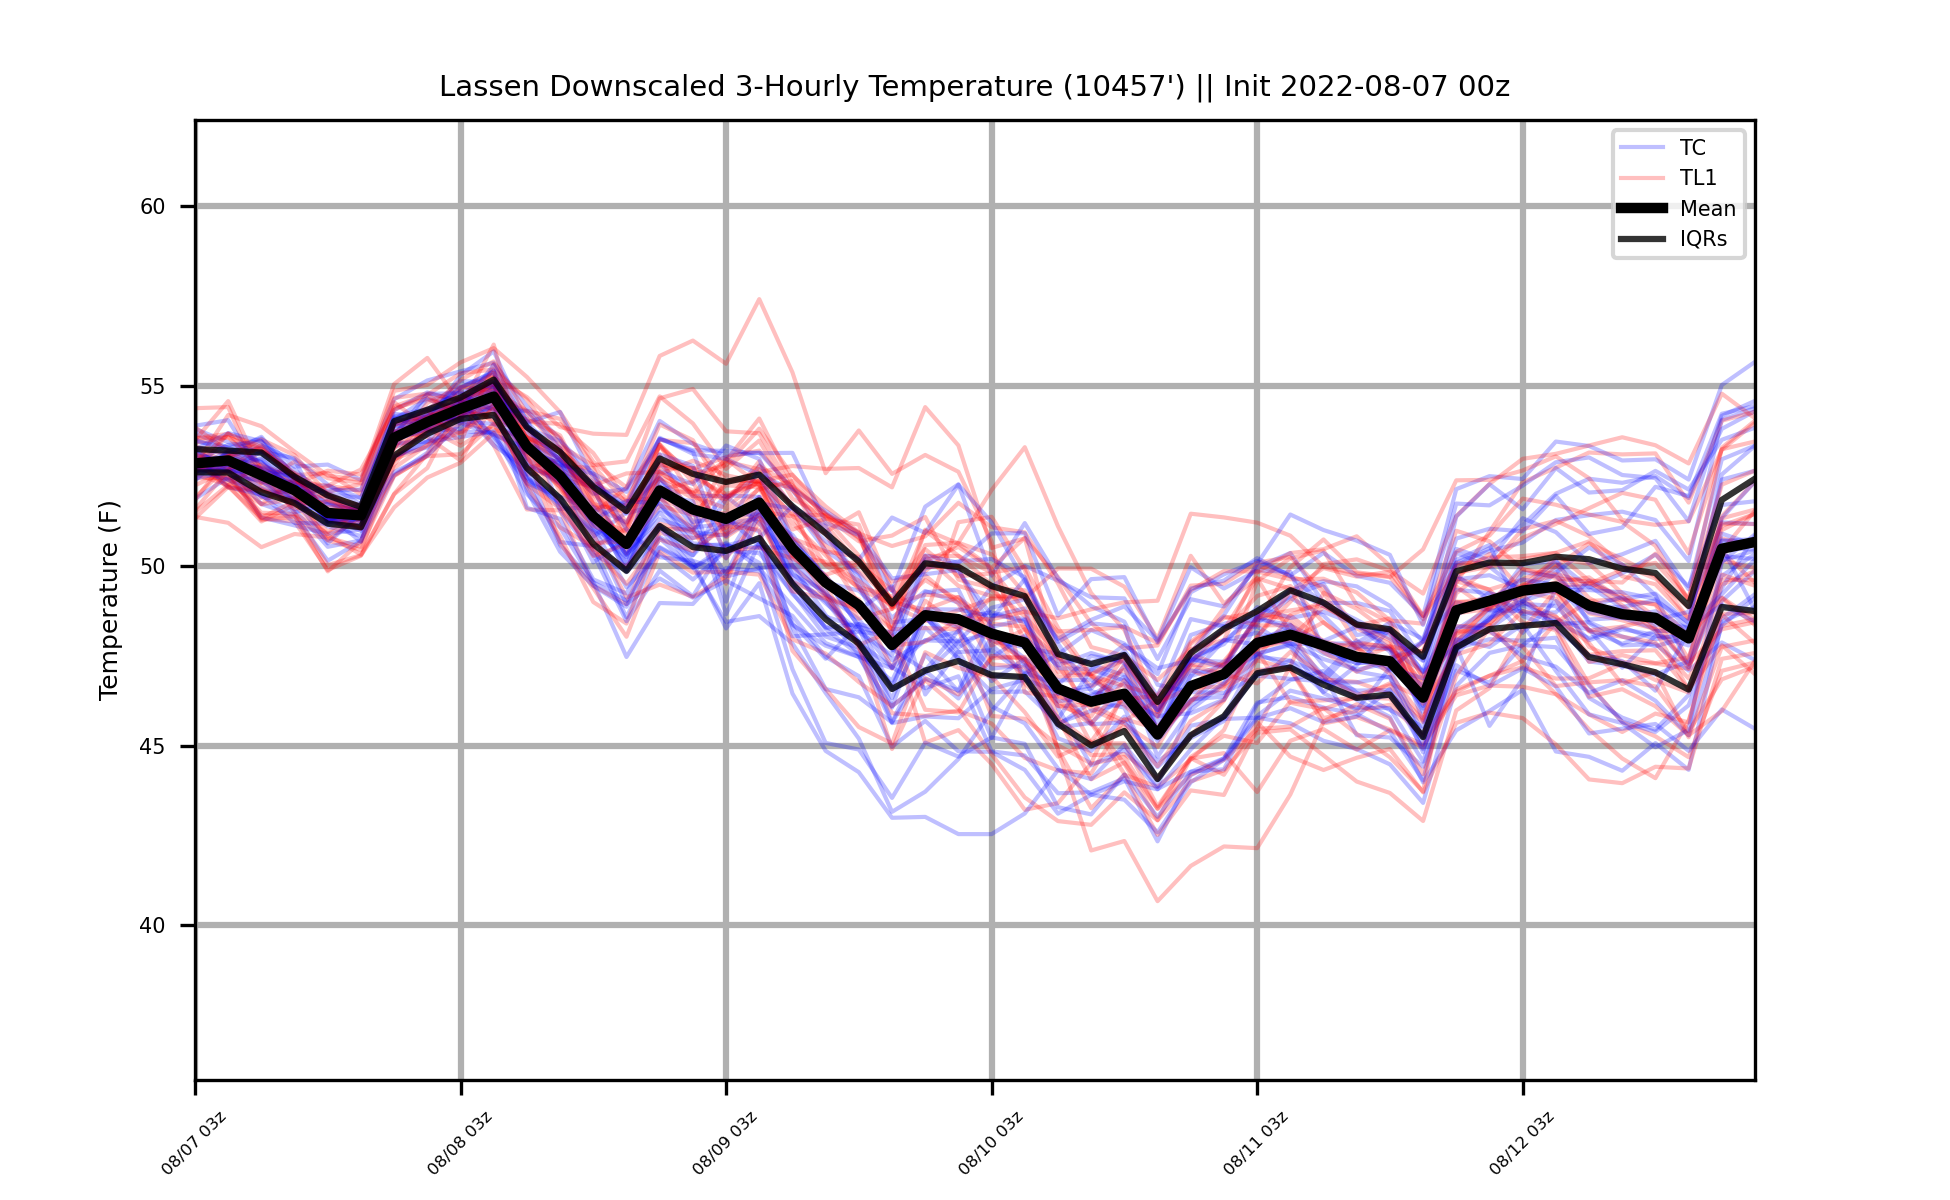 Lassen Downscaled 3-Hourly Temperature (10457') || Init 2022-08-07 00z
TC
TL1
Mean
IQRs
Temperature (F)
60
55
50
45
40
08/07 03z
08/08 03z
08/09 03z
08/10 03z
08/11 03z
08/12 03z